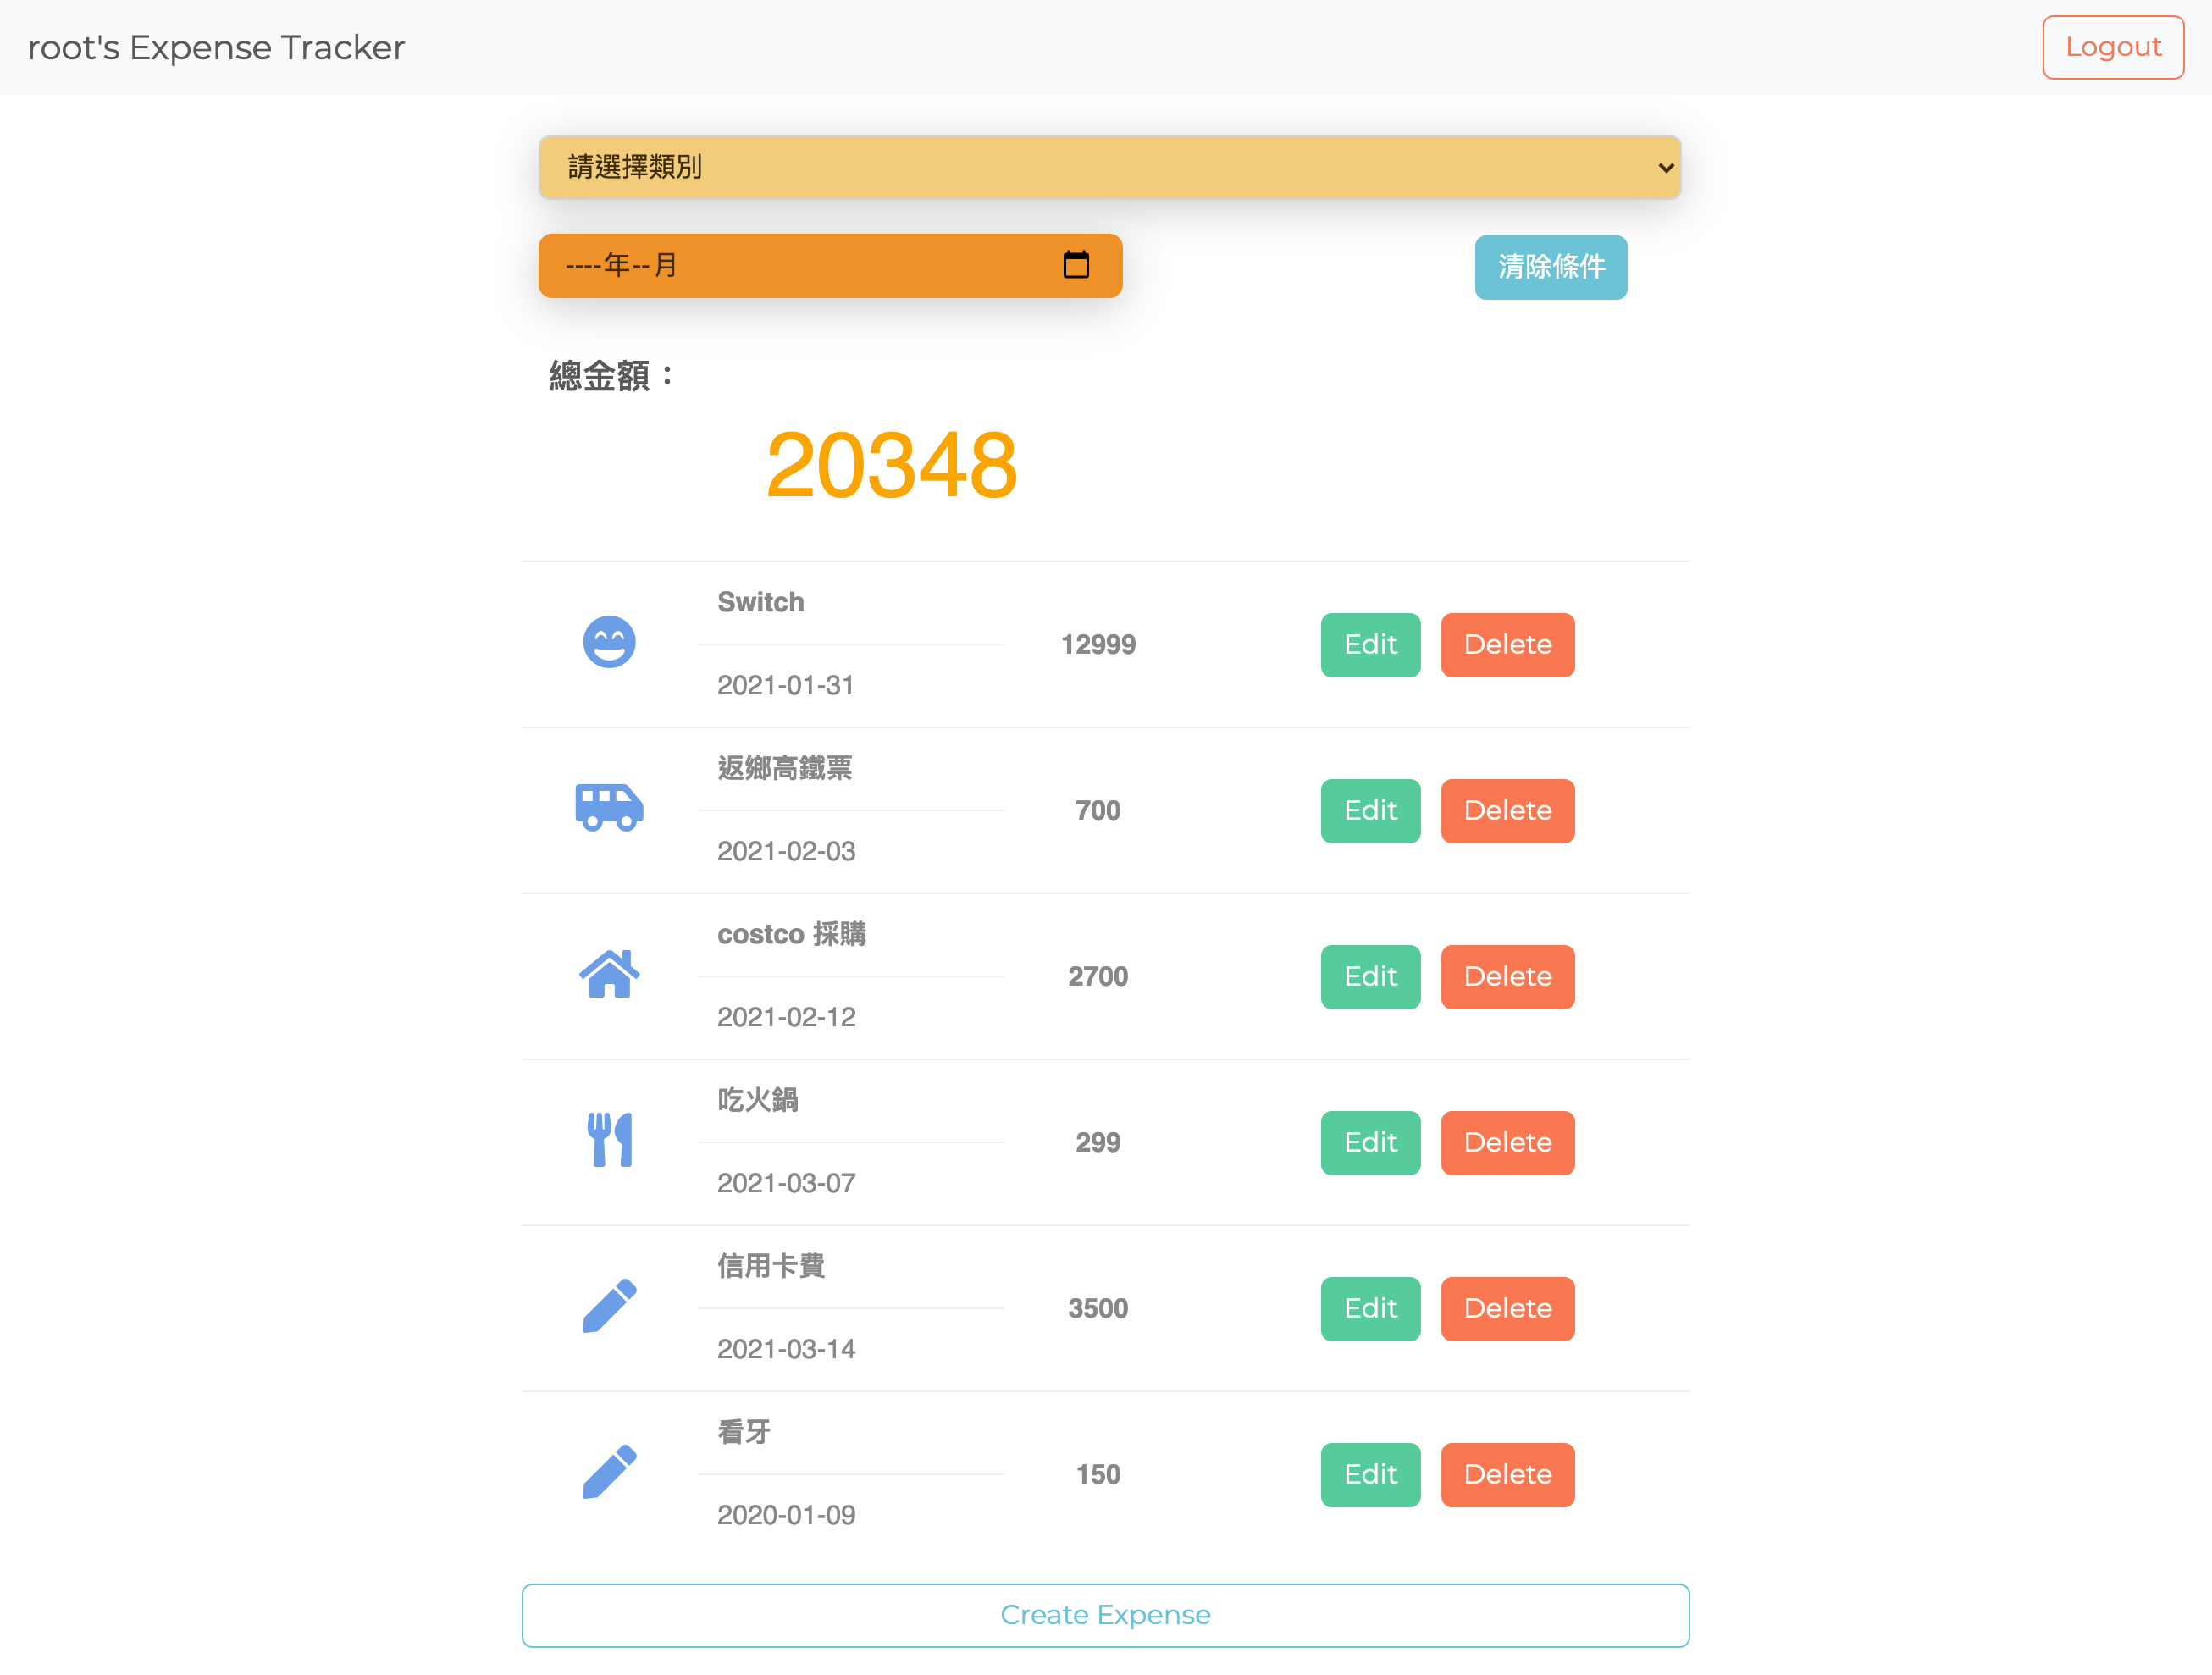 root's Expense Tracker
Logout
請選擇類別
----年--月
清除條件
總金額：
20348
Switch
12999
Edit
Delete
2021-01-31
返鄉高鐵票
700
Edit
Delete
2021-02-03
costco 採購
2700
Edit
Delete
2021-02-12
吃火鍋
299
Edit
Delete
2021-03-07
信用卡費
3500
Edit
Delete
2021-03-14
看牙
150
Edit
Delete
2020-01-09
Create Expense